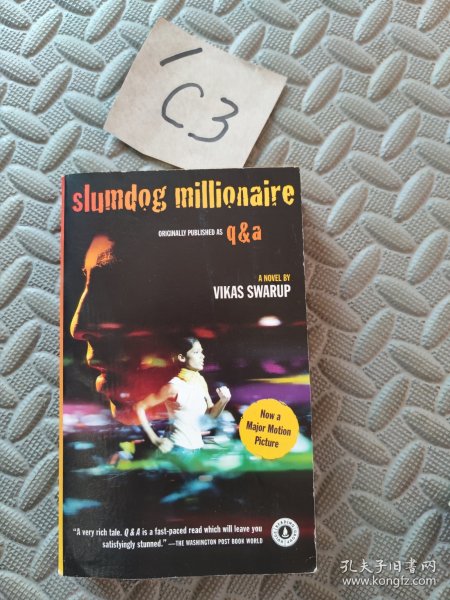 C3
slumdog millionaire
ORIGINALLY PUBLISHED AS q&a
A NOVEL BY
VIKAS SWARUP
Now a
Major Motion
Picture
"A very rich tale. Q & A is a fast-paced read which will leave you
satisfyingly stunned." —THE WASHINGTON POST BOOK WORLD
孔夫子旧书网
www.kongfz.com